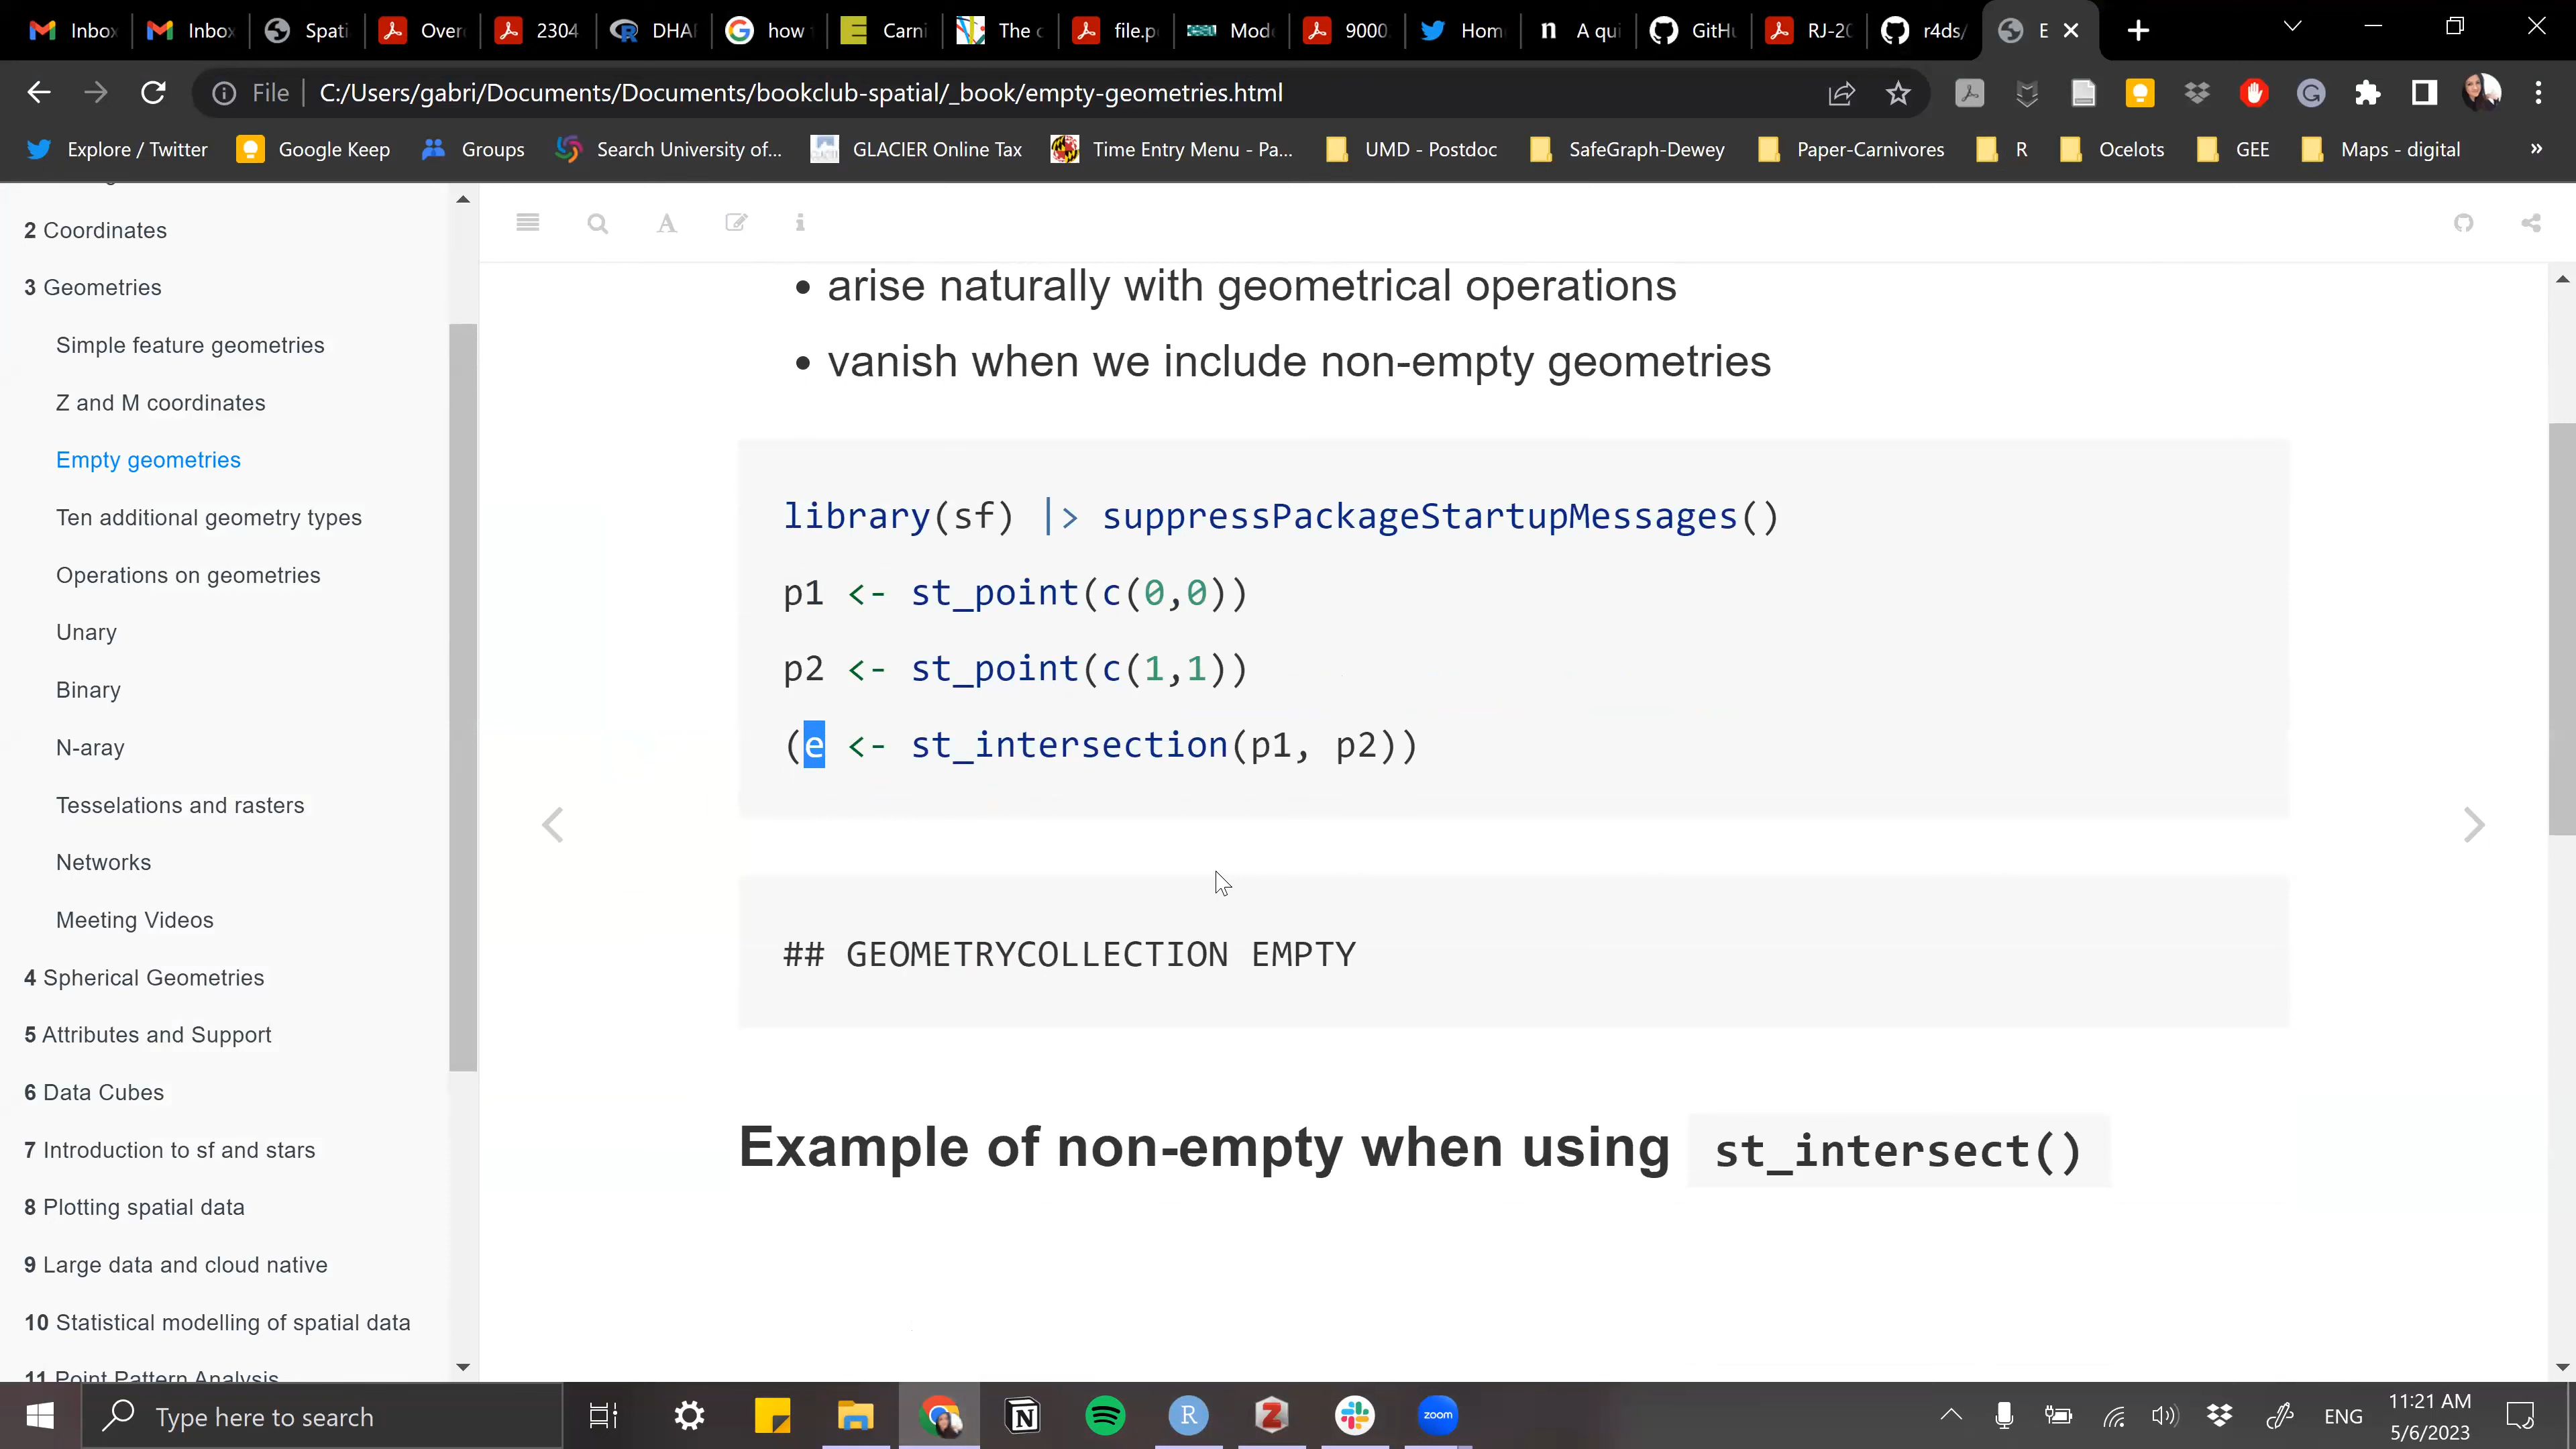 Inbox
Inbox
Spati
Over
2304
DHAR
how
Carni
The c
file.p
Mode
9000
Hom
n
A qui
GitHu
RJ-20
r4ds/
E
File
C:/Users/gabri/Documents/Documents/bookclub-spatial/_book/empty-geometries.html
Explore / Twitter
Google Keep
Groups
Search University of...
GLACIER Online Tax
Time Entry Menu - Pa...
UMD - Postdoc
SafeGraph-Dewey
Paper-Carnivores
R
Ocelots
GEE
Maps - digital
»
2 Coordinates
3 Geometries
Simple feature geometries
Z and M coordinates
Empty geometries
Ten additional geometry types
Operations on geometries
Unary
Binary
N-aray
Tesselations and rasters
Networks
Meeting Videos
4 Spherical Geometries
5 Attributes and Support
6 Data Cubes
7 Introduction to sf and stars
8 Plotting spatial data
9 Large data and cloud native
10 Statistical modelling of spatial data
11 Point Pattern Analysis
• arise naturally with geometrical operations
• vanish when we include non-empty geometries
library(sf) |> suppressPackageStartupMessages()
p1 <- st_point(c(0,0))
p2 <- st_point(c(1,1))
(e <- st_intersection(p1, p2))
## GEOMETRYCOLLECTION EMPTY
Example of non-empty when using st_intersect()
Type here to search
zoom
ENG
11:21 AM
5/6/2023